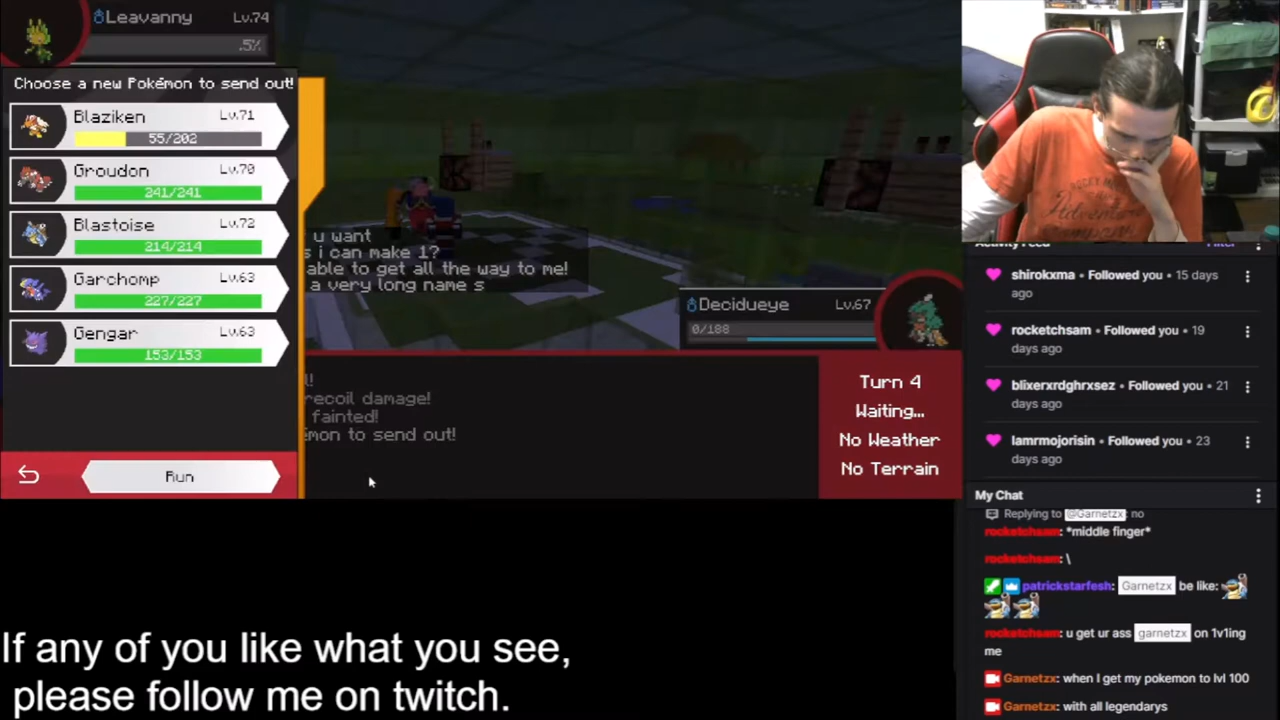 Leavanny Lv.74
.5%
Choose a new Pokémon to send out!
Blaziken Lv.71
55/202
Groudon Lv.70
241/241
Blastoise Lv.72
214/214
Garchomp Lv.63
227/227
Gengar Lv.63
153/153
Run
u want
s i can make 1?
able to get all the way to me!
a very long name s
Decidueye Lv.67
0/188
!
recoil damage!
fainted!
émon to send out!
Turn 4
Waiting...
No Weather
No Terrain
If any of you like what you see,
please follow me on twitch.
Activity Feed Filter
shirokxma • Followed you • 15 days
ago
rocketchsam • Followed you • 19
days ago
blixerxrdghrxsez • Followed you • 21
days ago
lamrmojorisin • Followed you • 23
days ago
My Chat
Replying to @Garnetzx: no
rocketchsam: *middle finger*
rocketchsam: \
patrickstarfesh: Garnetzx be like:
rocketchsam: u get ur ass garnetzx on 1v1ing
me
Garnetzx: when I get my pokemon to lvl 100
Garnetzx: with all legendarys